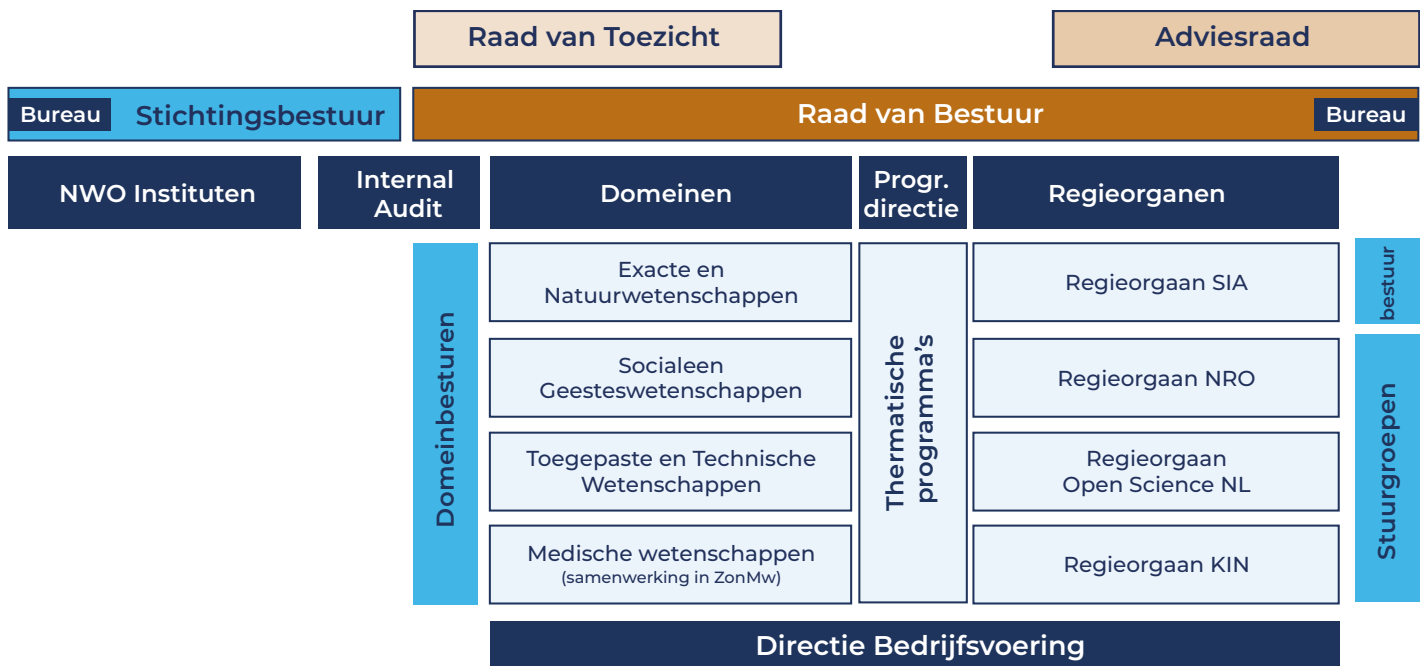 Raad van Toezicht
Adviesraad
Bureau
Stichtingsbestuur
Raad van Bestuur
Bureau
NWO Instituten
Internal
Audit
Domeinen
Progr.
directie
Regieorganen
Domeinbesturen
Exacte en
Natuurwetenschappen
Socialeen
Geesteswetenschappen
Toegepaste en Technische
Wetenschappen
Medische wetenschappen
(samenwerking in ZonMw)
Thermatische
programma's
Regieorgaan SIA
Regieorgaan NRO
Regieorgaan
Open Science NL
Regieorgaan KIN
bestuur
Stuurgroepen
Directie Bedrijfsvoering